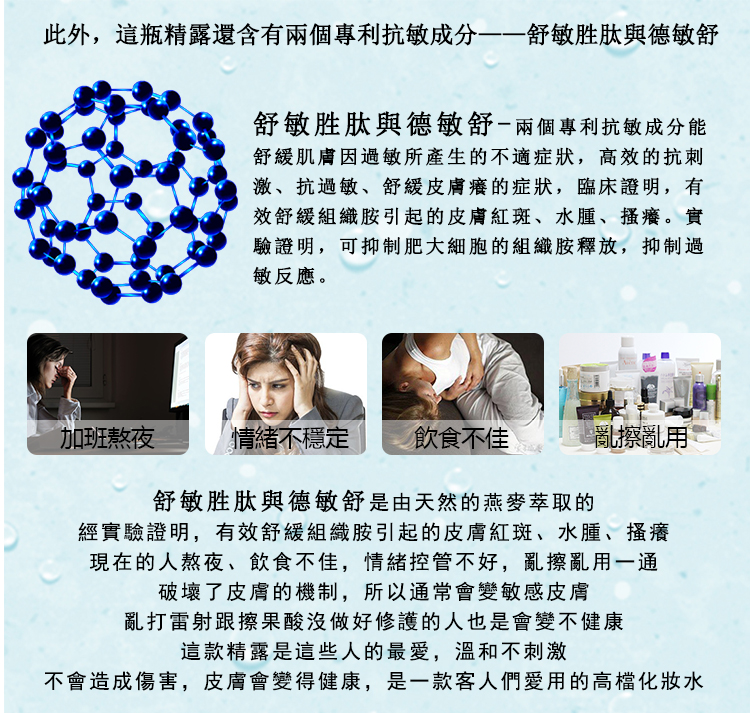 此外，這瓶精露還含有兩個專利抗敏成分——舒敏胜肽與德敏舒
舒敏胜肽與德敏舒-兩個專利抗敏成分能
舒緩肌膚因過敏所產生的不適症狀，高效的抗刺
激、抗過敏、舒緩皮膚癢的症狀，臨床證明，有
效舒緩組織胺引起的皮膚紅斑、水腫、搔癢。實
驗證明，可抑制肥大細胞的組織胺釋放，抑制過
敏反應。
加班熬夜
情緒不穩定
飲食不佳
亂擦亂用
舒敏胜肽與德敏舒是由天然的燕麥萃取的
經實驗證明，有效舒緩組織胺引起的皮膚紅斑、水腫、搔癢
現在的人熬夜、飲食不佳，情緒控管不好，亂擦亂用一通
破壞了皮膚的機制，所以通常會變敏感皮膚
亂打雷射跟擦果酸沒做好修護的人也是會變不健康
這款精露是這些人的最愛，溫和不刺激
不會造成傷害，皮膚會變得健康，是一款客人們愛用的高檔化妝水